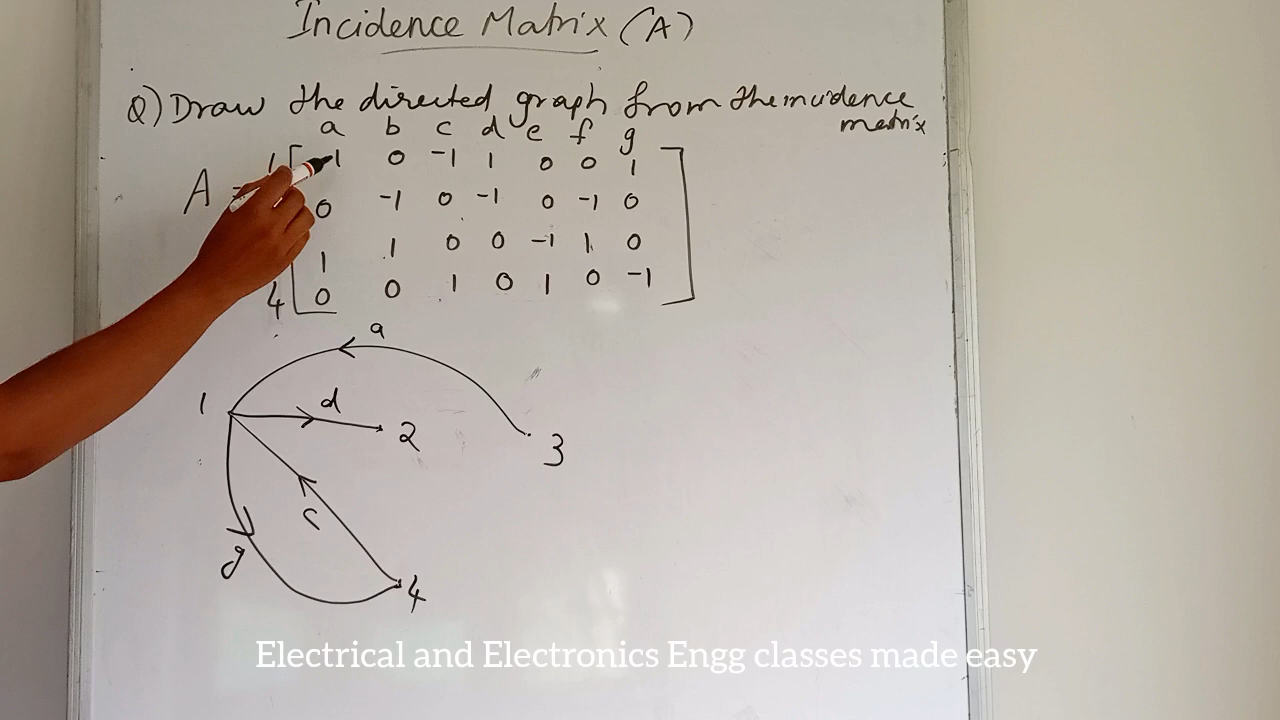 Incidence Matrix (A)
Q) Draw the directed graph from the incidence
matrix
a b c d e f g
1 -1 0 -1 1 0 0 1
A =
0 -1 0 -1 0 -1 0
1 1 0 0 -1 1 0
4 0 0 1 0 1 0 -1
a
1 d 2 3
c
g 4
Electrical and Electronics Engg classes made easy